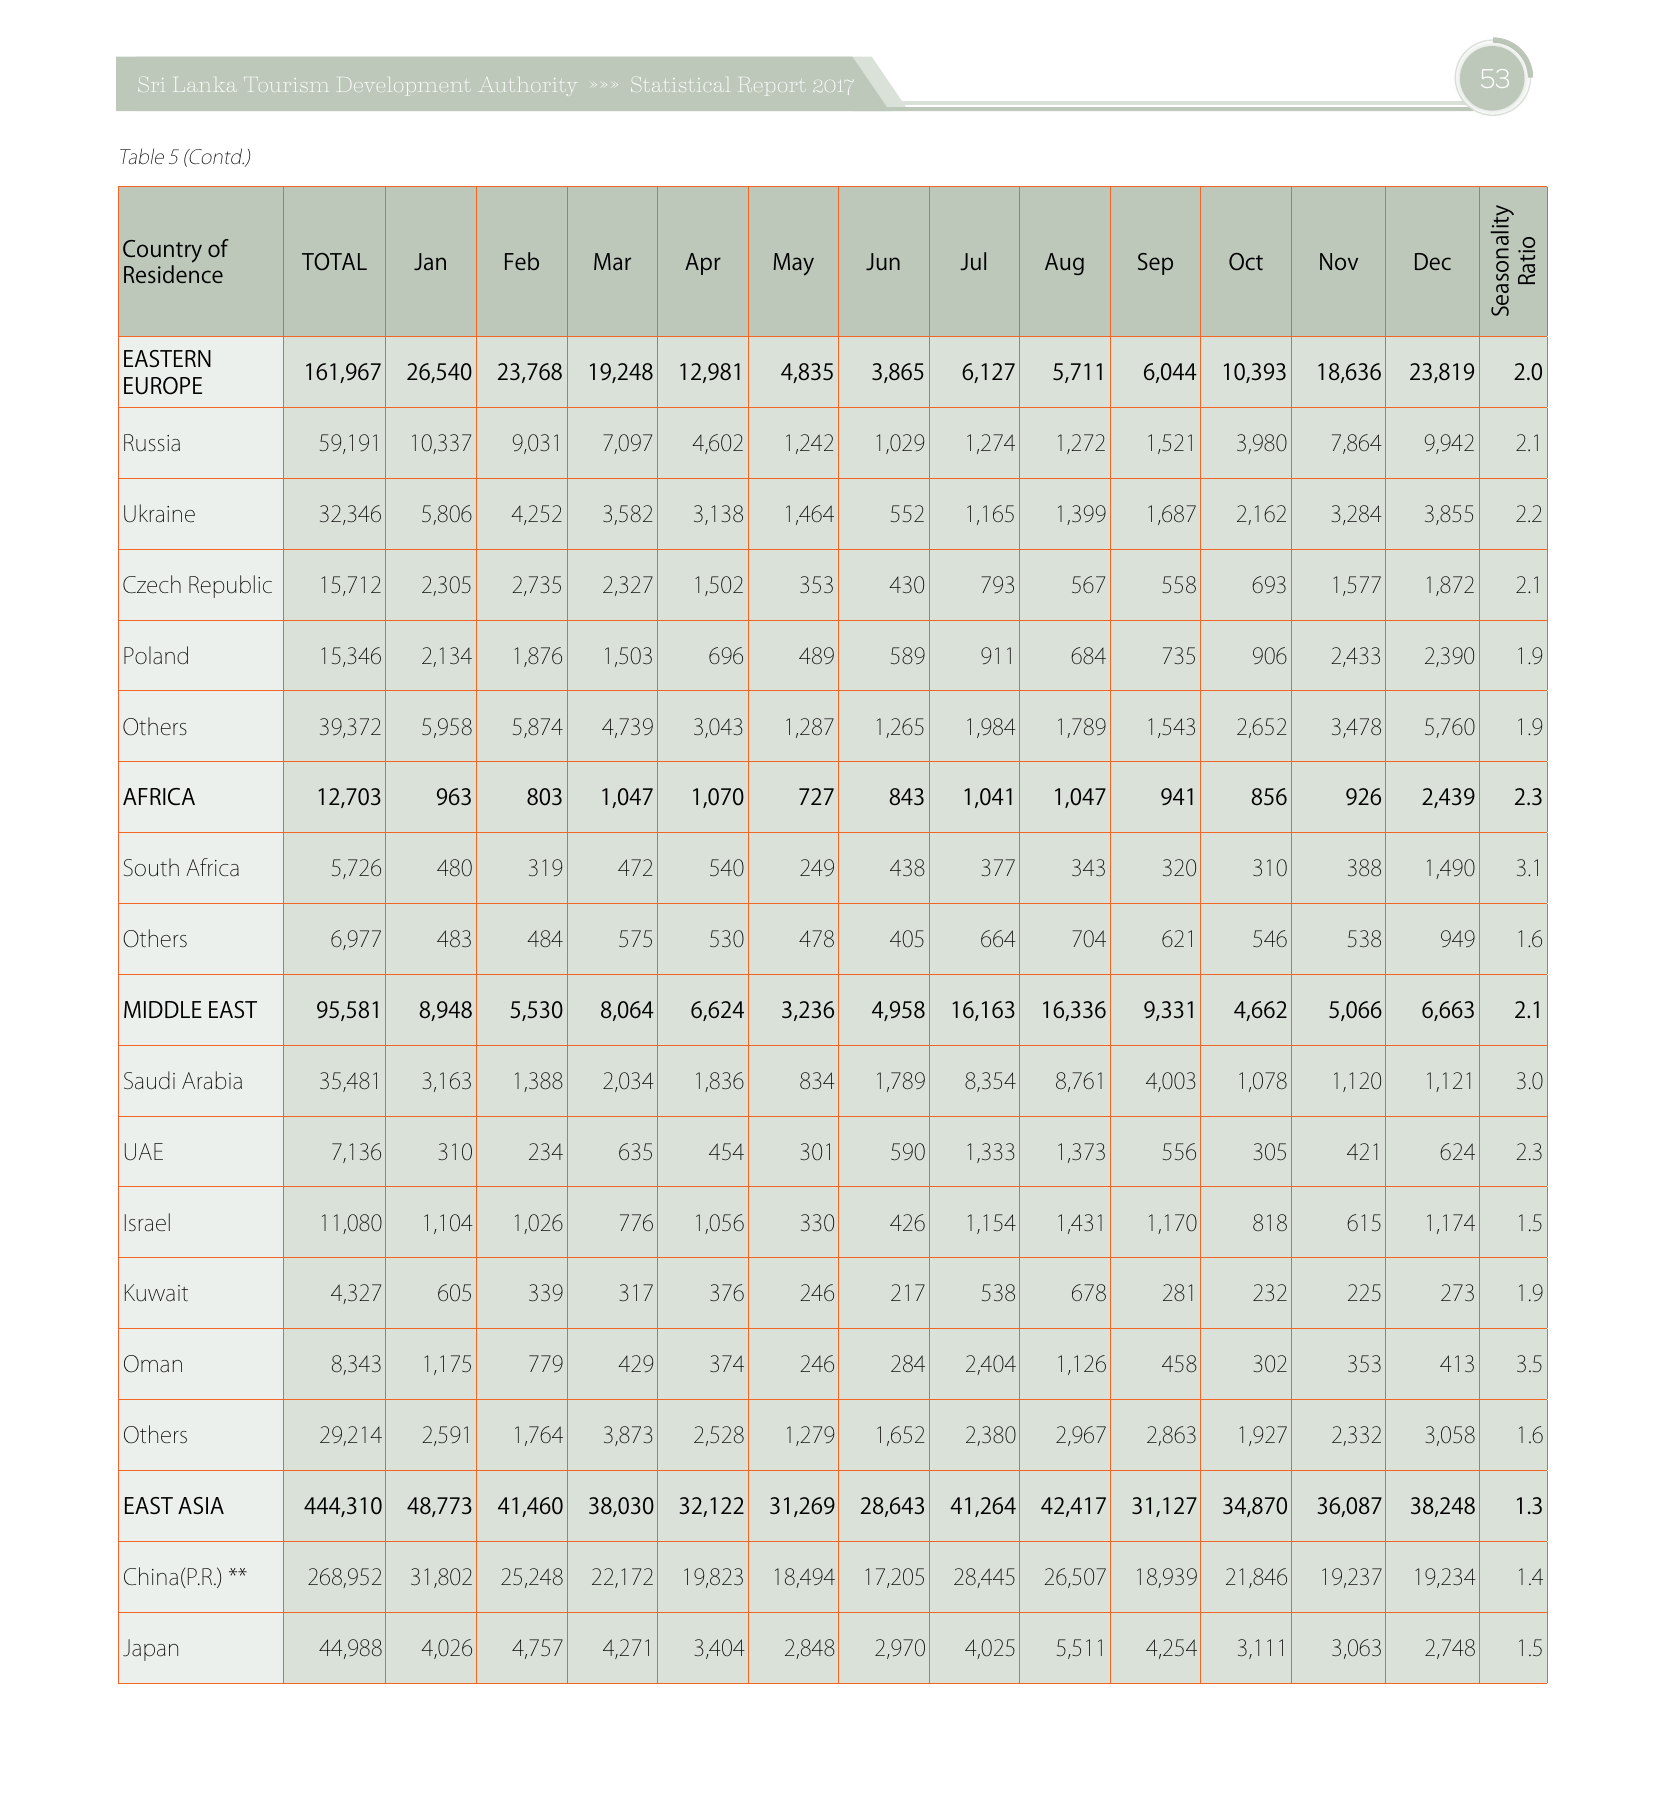 Sri Lanka Tourism Development Authority »»» Statistical Report 2017
53
Table 5 (Contd.)
Country of Residence TOTAL Jan Feb Mar Apr May Jun Jul Aug Sep Oct Nov Dec Seasonality Ratio
EASTERN EUROPE 161,967 26,540 23,768 19,248 12,981 4,835 3,865 6,127 5,711 6,044 10,393 18,636 23,819 2.0
Russia 59,191 10,337 9,031 7,097 4,602 1,242 1,029 1,274 1,272 1,521 3,980 7,864 9,942 2.1
Ukraine 32,346 5,806 4,252 3,582 3,138 1,464 552 1,165 1,399 1,687 2,162 3,284 3,855 2.2
Czech Republic 15,712 2,305 2,735 2,327 1,502 353 430 793 567 558 693 1,577 1,872 2.1
Poland 15,346 2,134 1,876 1,503 696 489 589 911 684 735 906 2,433 2,390 1.9
Others 39,372 5,958 5,874 4,739 3,043 1,287 1,265 1,984 1,789 1,543 2,652 3,478 5,760 1.9
AFRICA 12,703 963 803 1,047 1,070 727 843 1,041 1,047 941 856 926 2,439 2.3
South Africa 5,726 480 319 472 540 249 438 377 343 320 310 388 1,490 3.1
Others 6,977 483 484 575 530 478 405 664 704 621 546 538 949 1.6
MIDDLE EAST 95,581 8,948 5,530 8,064 6,624 3,236 4,958 16,163 16,336 9,331 4,662 5,066 6,663 2.1
Saudi Arabia 35,481 3,163 1,388 2,034 1,836 834 1,789 8,354 8,761 4,003 1,078 1,120 1,121 3.0
UAE 7,136 310 234 635 454 301 590 1,333 1,373 556 305 421 624 2.3
Israel 11,080 1,104 1,026 776 1,056 330 426 1,154 1,431 1,170 818 615 1,174 1.5
Kuwait 4,327 605 339 317 376 246 217 538 678 281 232 225 273 1.9
Oman 8,343 1,175 779 429 374 246 284 2,404 1,126 458 302 353 413 3.5
Others 29,214 2,591 1,764 3,873 2,528 1,279 1,652 2,380 2,967 2,863 1,927 2,332 3,058 1.6
EAST ASIA 444,310 48,773 41,460 38,030 32,122 31,269 28,643 41,264 42,417 31,127 34,870 36,087 38,248 1.3
China(P.R.) ** 268,952 31,802 25,248 22,172 19,823 18,494 17,205 28,445 26,507 18,939 21,846 19,237 19,234 1.4
Japan 44,988 4,026 4,757 4,271 3,404 2,848 2,970 4,025 5,511 4,254 3,111 3,063 2,748 1.5